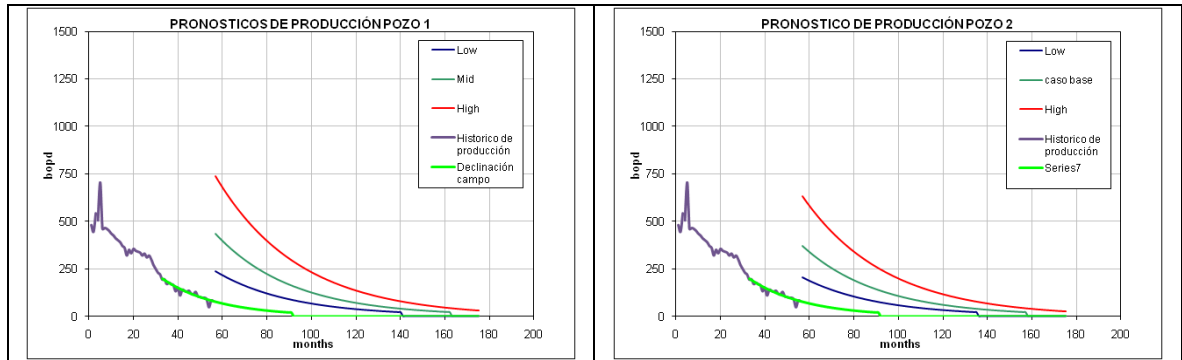 PRONOSTICOS DE PRODUCCIÓN POZO 1
1500
1250
1000
750
500
250
0
bopd
0 20 40 60 80 100 120 140 160 180 200
months
Low
Mid
High
Historico de
producción
Declinación
campo
PRONOSTICO DE PRODUCCIÓN POZO 2
1500
1250
1000
750
500
250
0
bopd
0 20 40 60 80 100 120 140 160 180 200
months
Low
caso base
High
Historico de
producción
Series7